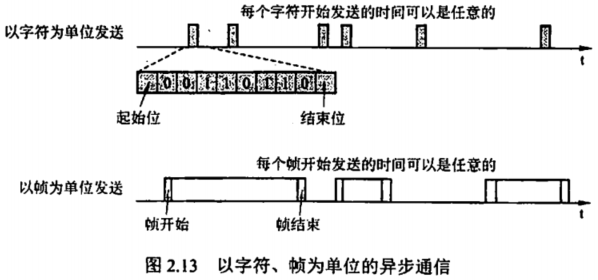 每个字符开始发送的时间可以是任意的
以字符为单位发送
t
0 0 1 1 0 1 1 0
起始位 结束位
每个帧开始发送的时间可以是任意的
以帧为单位发送
t
帧开始 帧结束
图 2.13 以字符、帧为单位的异步通信